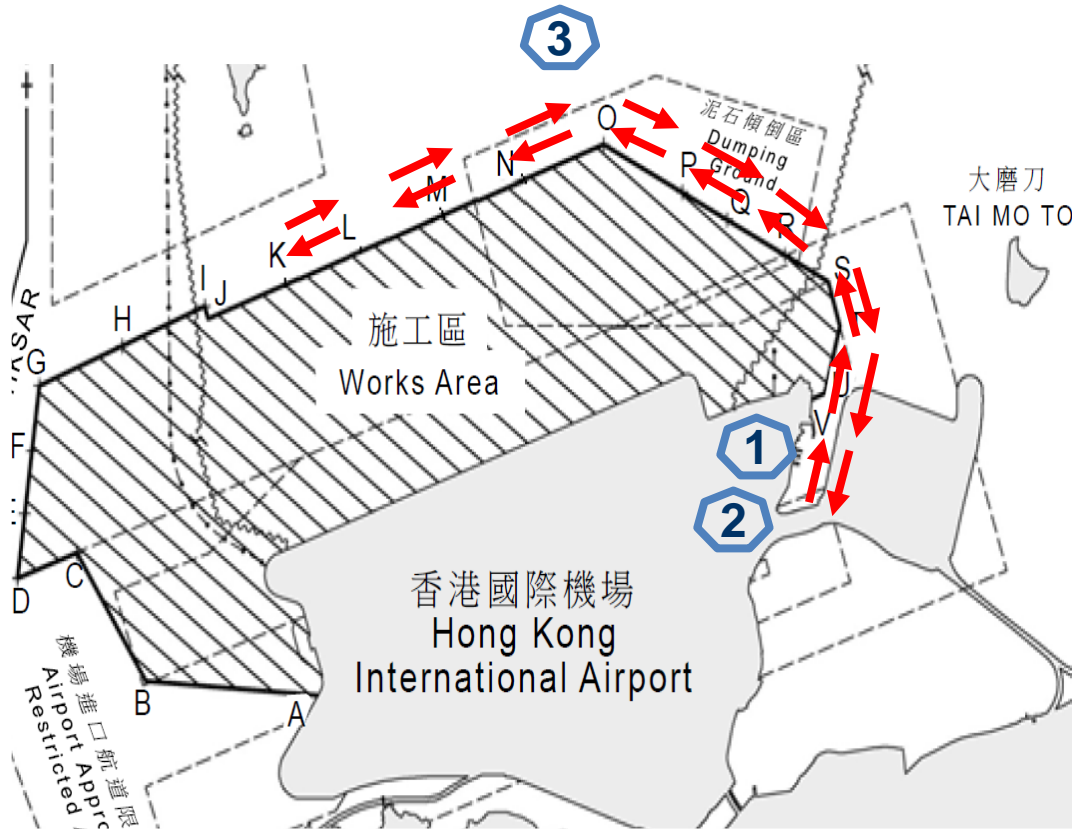 3
O
泥石傾倒區
Dumping
Ground
N
P
M
Q
大磨刀
TAI MO TO
R
L
K
S
I
J
H
施工區
Works Area
G
U
V
1
F
2
C
D
香港國際機場
Hong Kong
International Airport
B
A
機場進口航道限
Airport Appro
Restricted